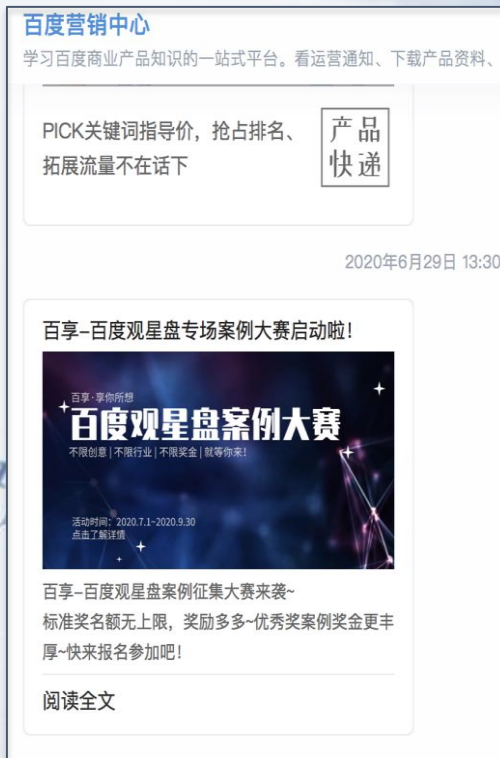 百度营销中心
学习百度商业产品知识的一站式平台。看运营通知、下载产品资料、
PICK关键词指导价，抢占排名、
拓展流量不在话下
产品
快递
2020年6月29日 13:30
百享-百度观星盘专场案例大赛启动啦！
百享·享你所想
百度观星盘案例大赛
不限创意 | 不限行业 | 不限奖金 | 就等你来！
活动时间：2020.7.1~2020.9.30
点击了解详情
百享-百度观星盘案例征集大赛来袭~
标准奖名额无上限，奖励多多~优秀奖案例奖金更丰
厚~快来报名参加吧！
阅读全文